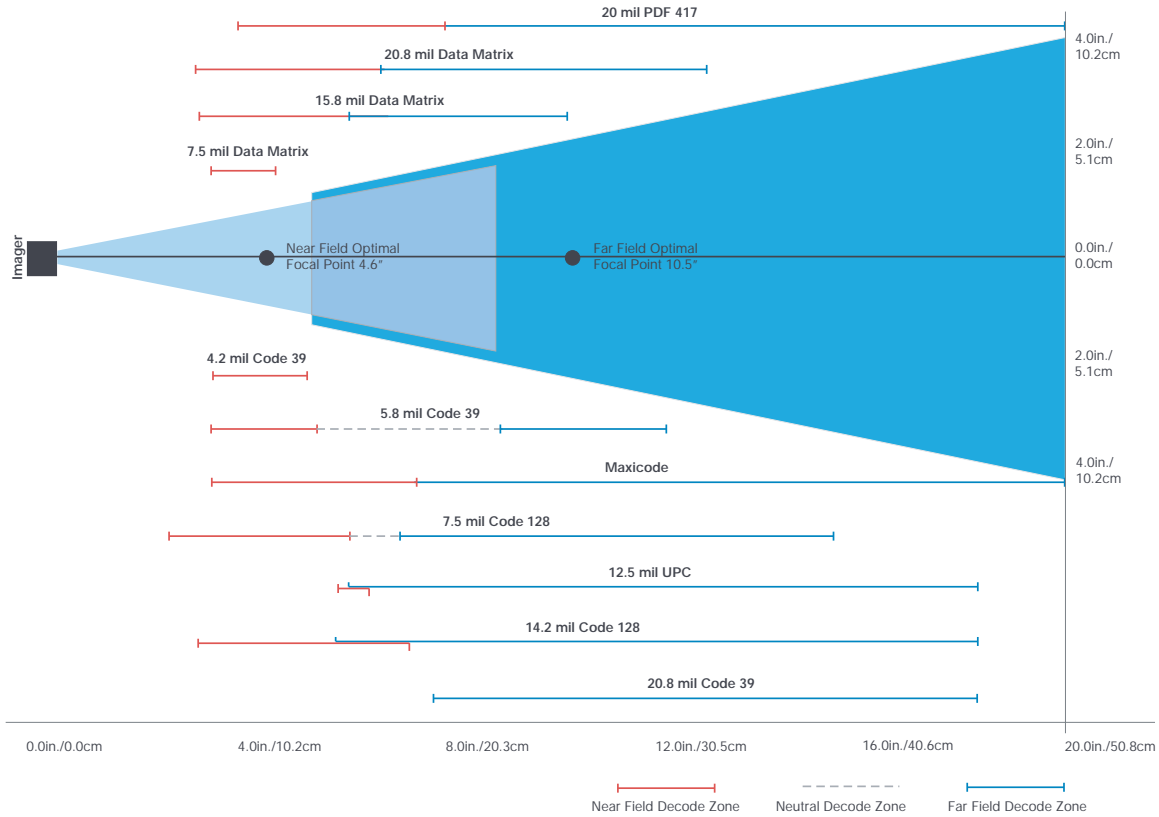 20 mil PDF 417
4.0in./
10.2cm
20.8 mil Data Matrix
15.8 mil Data Matrix
2.0in./
5.1cm
7.5 mil Data Matrix
Imager
Near Field Optimal
Focal Point 4.6"
Far Field Optimal
Focal Point 10.5"
0.0in./
0.0cm
4.2 mil Code 39
2.0in./
5.1cm
5.8 mil Code 39
Maxicode
4.0in./
10.2cm
7.5 mil Code 128
12.5 mil UPC
14.2 mil Code 128
20.8 mil Code 39
0.0in./0.0cm
4.0in./10.2cm
8.0in./20.3cm
12.0in./30.5cm
16.0in./40.6cm
20.0in./50.8cm
Near Field Decode Zone
Neutral Decode Zone
Far Field Decode Zone